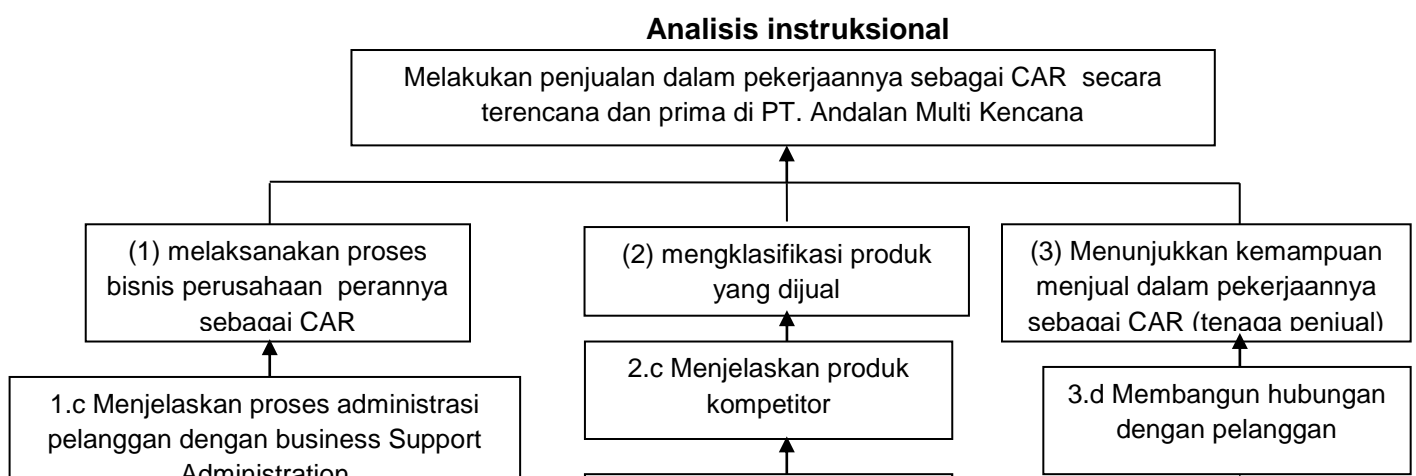 Analisis instruksional
Melakukan penjualan dalam pekerjaannya sebagai CAR secara
terencana dan prima di PT. Andalan Multi Kencana
(1) melaksanakan proses
bisnis perusahaan perannya
sebagai CAR
(2) mengklasifikasi produk
yang dijual
(3) Menunjukkan kemampuan
menjual dalam pekerjaannya
sebagai CAR (tenaga penjual)
1.c Menjelaskan proses administrasi
pelanggan dengan business Support
Administration
2.c Menjelaskan produk
kompetitor
3.d Membangun hubungan
dengan pelanggan